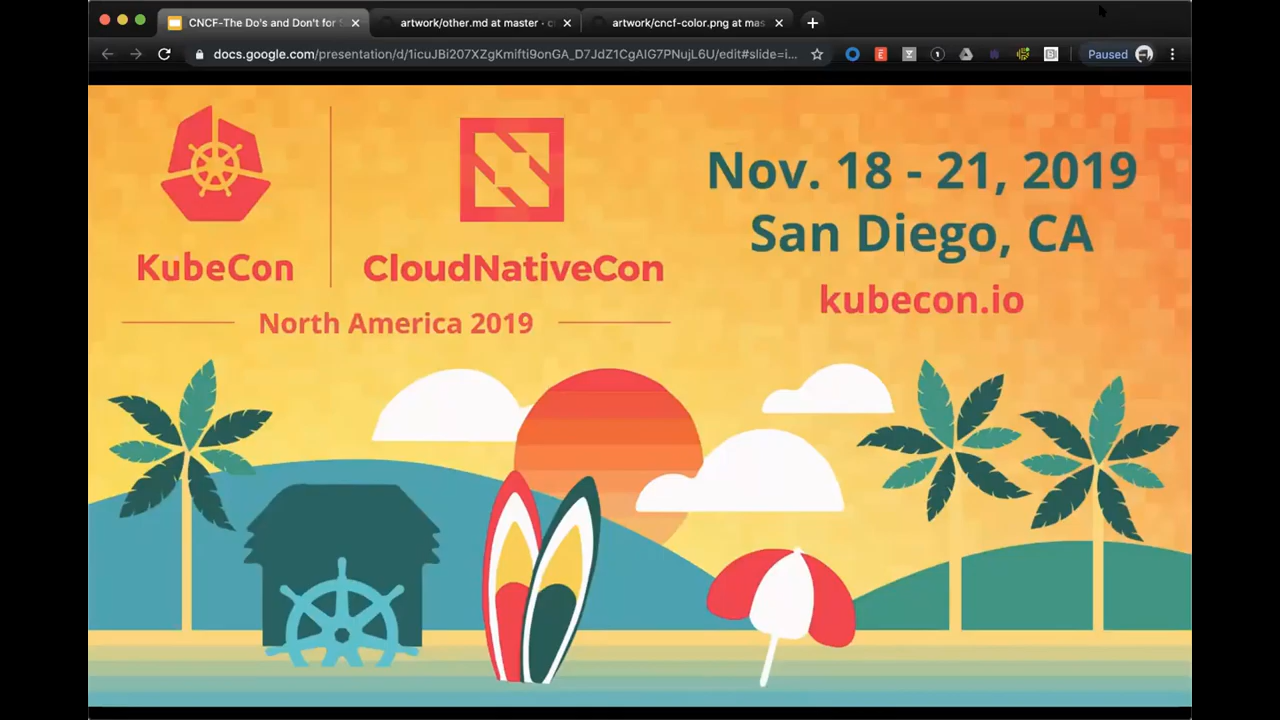 CNCF-The Do's and Don't for S
artwork/other.md at master · c
artwork/cncf-color.png at mas
docs.google.com/presentation/d/1icuJBi207XZgKmifti9onGA_D7JdZ1CgAIG7PNujL6U/edit#slide=i...
Paused
KubeCon
CloudNativeCon
North America 2019
Nov. 18 - 21, 2019
San Diego, CA
kubecon.io